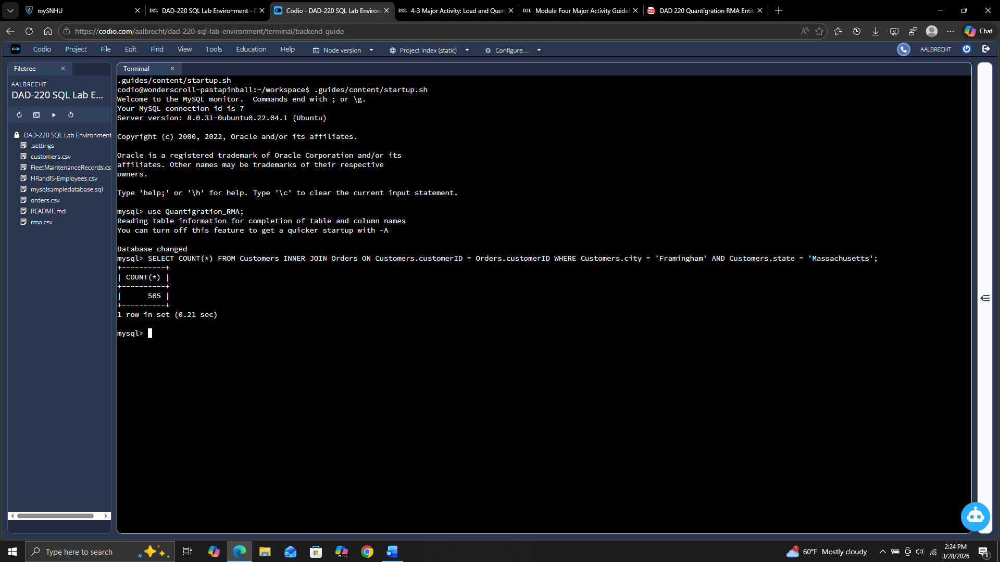 mySNHU
DAD-220 SQL Lab Environment - D
Codio - DAD-220 SQL Lab Environ
4-3 Major Activity: Load and Query
Module Four Major Activity Guide
DAD 220 Quantigration RMA Entit
https://codio.com/aalbrecht/dad-220-sql-lab-environment/terminal/backend-guide
Chat
Codio Project File Edit Find View Tools Education Help Node version Project Index (static) Configure.... AALBRECHT
Filetree
AALBRECHT
DAD-220 SQL Lab E...
DAD-220 SQL Lab Environment
.settings
customers.csv
FleetMaintenanceRecords.cs
HRandIS-Employees.csv
mysqlsampledatabase.sql
orders.csv
README.md
rma.csv
Terminal
.guides/content/startup.sh
codio@wonderscroll-pastapinball:~/workspace$ .guides/content/startup.sh
Welcome to the MySQL monitor.  Commands end with ; or \g.
Your MySQL connection id is 7
Server version: 8.0.31-0ubuntu0.22.04.1 (Ubuntu)
Copyright (c) 2000, 2022, Oracle and/or its affiliates.
Oracle is a registered trademark of Oracle Corporation and/or its
affiliates. Other names may be trademarks of their respective
owners.
Type 'help;' or '\h' for help. Type '\c' to clear the current input statement.
mysql> use Quantigration_RMA;
Reading table information for completion of table and column names
You can turn off this feature to get a quicker startup with -A
Database changed
mysql> SELECT COUNT(*) FROM Customers INNER JOIN Orders ON Customers.customerID = Orders.customerID WHERE Customers.city = 'Framingham' AND Customers.state = 'Massachusetts';
+----------+
| COUNT(*) |
+----------+
|      505 |
+----------+
1 row in set (0.21 sec)
mysql>
Type here to search
60°F Mostly cloudy
2:24 PM
3/28/2026